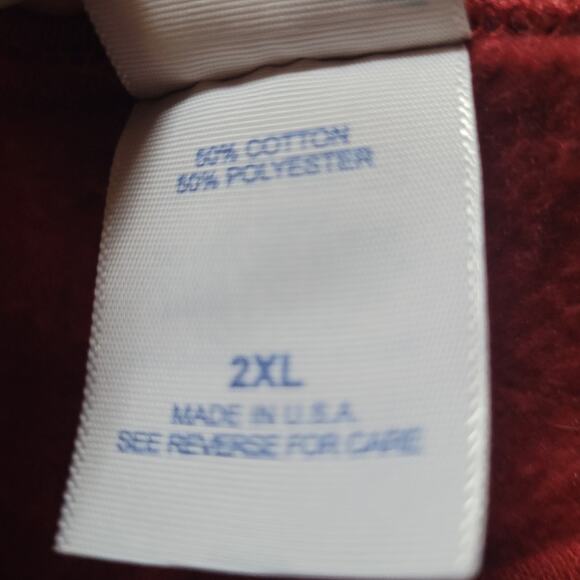 50% COTTON
50% POLYESTER
2XL
MADE IN U.S.A.
SEE REVERSE FOR CARE